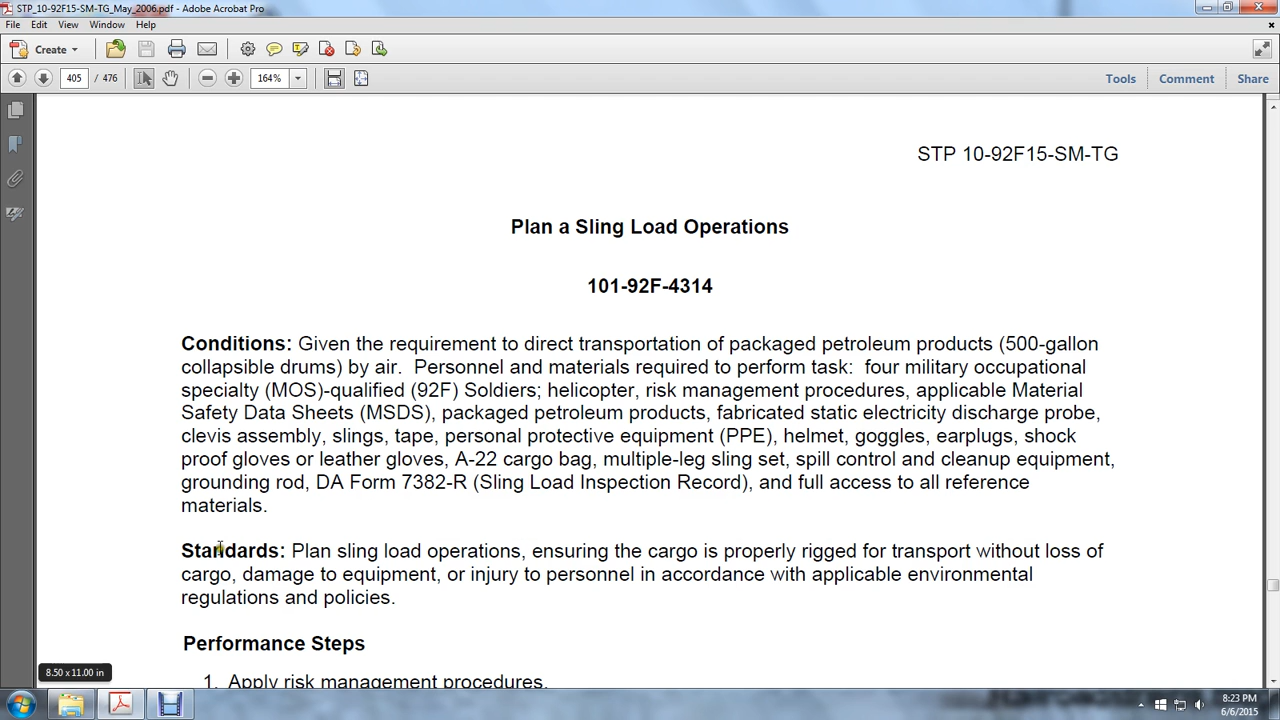 STP_10-92F15-SM-TG_May_2006.pdf - Adobe Acrobat Pro
File Edit View Window Help
Create
405 / 476 164% Tools Comment Share
STP 10-92F15-SM-TG
Plan a Sling Load Operations
101-92F-4314
Conditions: Given the requirement to direct transportation of packaged petroleum products (500-gallon
collapsible drums) by air. Personnel and materials required to perform task: four military occupational
specialty (MOS)-qualified (92F) Soldiers; helicopter, risk management procedures, applicable Material
Safety Data Sheets (MSDS), packaged petroleum products, fabricated static electricity discharge probe,
clevis assembly, slings, tape, personal protective equipment (PPE), helmet, goggles, earplugs, shock
proof gloves or leather gloves, A-22 cargo bag, multiple-leg sling set, spill control and cleanup equipment,
grounding rod, DA Form 7382-R (Sling Load Inspection Record), and full access to all reference
materials.
Standards: Plan sling load operations, ensuring the cargo is properly rigged for transport without loss of
cargo, damage to equipment, or injury to personnel in accordance with applicable environmental
regulations and policies.
Performance Steps
8.50 x 11.00 in
1. Apply risk management procedures.
8:23 PM
6/6/2015